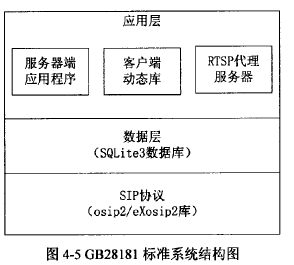 应用层
服务器端
应用程序
客户端
动态库
RTSP代理
服务器
数据层
(SQLite3数据库)
SIP协议
(osip2/eXosip2库)
图 4-5 GB28181 标准系统结构图